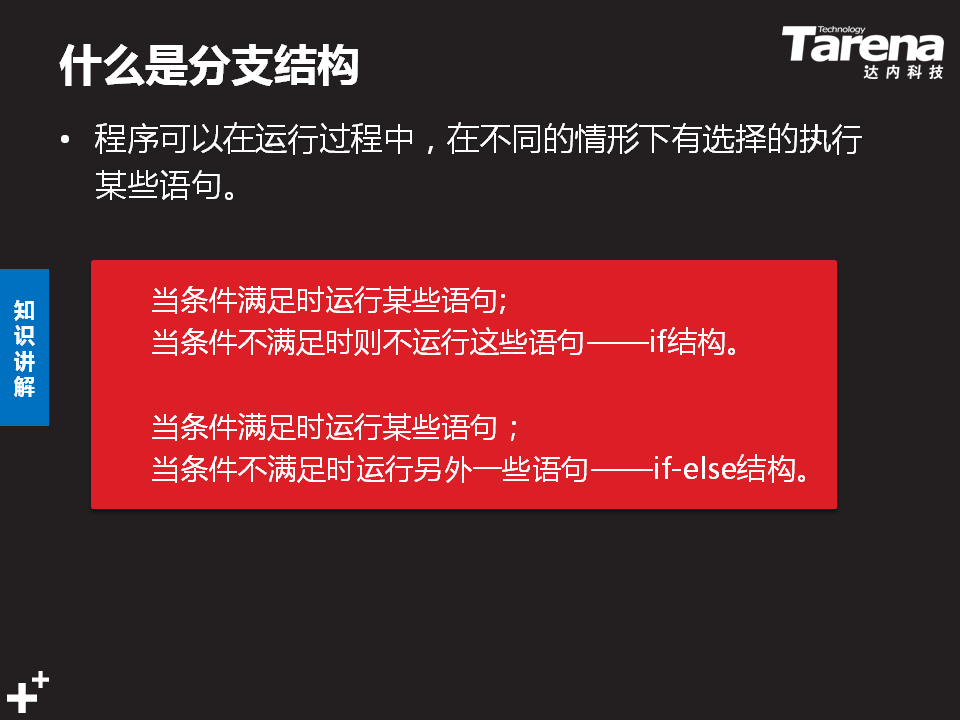 什么是分支结构
Technology
Tarena
达内科技
• 程序可以在运行过程中，在不同的情形下有选择的执行
某些语句。
知识讲解
当条件满足时运行某些语句;
当条件不满足时则不运行这些语句——if结构。
当条件满足时运行某些语句；
当条件不满足时运行另外一些语句——if-else结构。